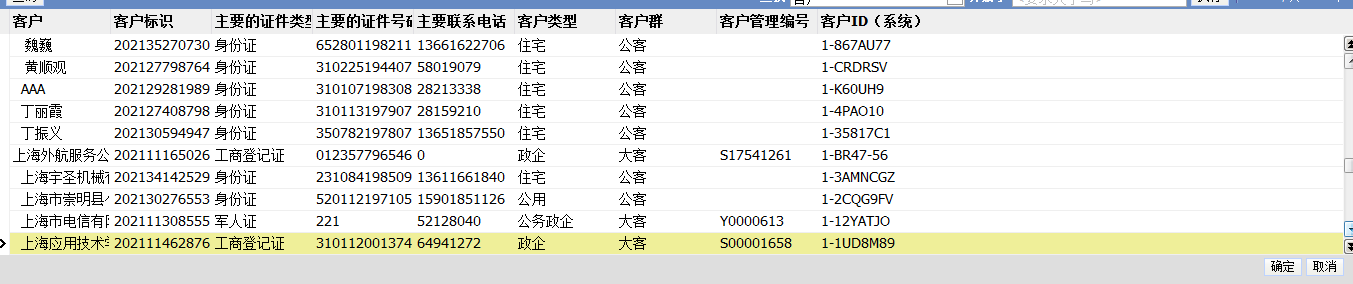 客户 客户标识 主要的证件类型 主要的证件号码 主要联系电话 客户类型 客户群 客户管理编号 客户ID（系统）
魏巍 202135270730 身份证 652801198211 13661622706 住宅 公客 1-867AU77
黄顺观 202127798764 身份证 310225194407 58019079 住宅 公客 1-CRDRSV
AAA 202129281989 身份证 310107198308 28213338 住宅 公客 1-K60UH9
丁丽霞 202127408798 身份证 310113197907 28159210 住宅 公客 1-4PAO10
丁振义 202130594947 身份证 350782197807 13651857550 住宅 公客 1-35817C1
上海外航服务公 202111165026 工商登记证 012357796546 0 政企 大客 S17541261 1-BR47-56
上海宇圣机械 202134142529 身份证 231084198509 13611661840 住宅 公客 1-3AMNCGZ
上海市崇明县 202130276553 身份证 520112197105 15901851126 公用 公客 1-2CQG9FV
上海市电信有 202111308555 军人证 221 52128040 公务政企 大客 Y0000613 1-12YATJO
上海应用技术 202111462876 工商登记证 310112001374 64941272 政企 大客 S00001658 1-1UD8M89
确定 取消